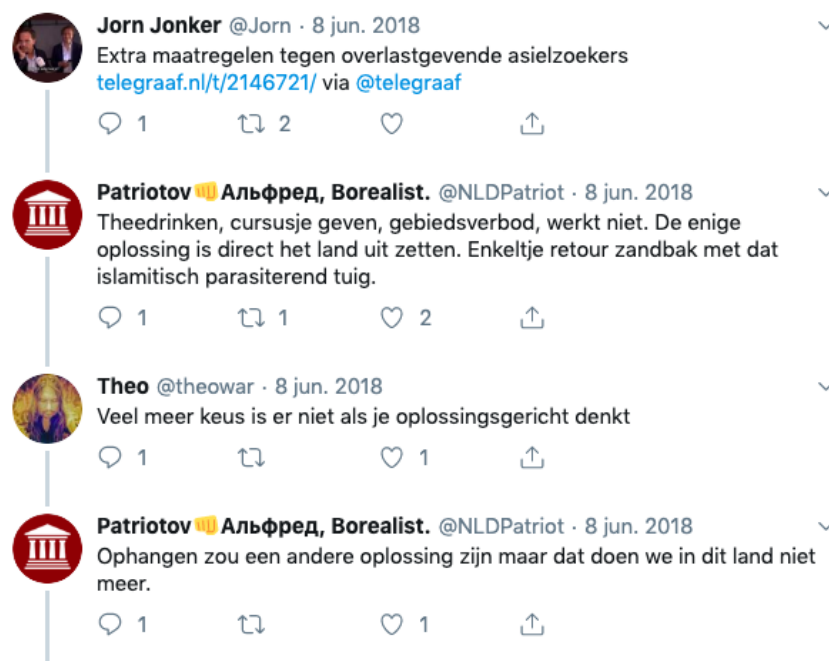 Jorn Jonker @Jorn · 8 jun. 2018
Extra maatregelen tegen overlastgevende asielzoekers
telegraaf.nl/t/2146721/ via @telegraaf
1 2
Patriotov👊Альфред, Borealist. @NLDPatriot · 8 jun. 2018
Theedrinken, cursusje geven, gebiedsverbod, werkt niet. De enige
oplossing is direct het land uit zetten. Enkeltje retour zandbak met dat
islamitisch parasiterend tuig.
1 1 2
Theo @theowar · 8 jun. 2018
Veel meer keus is er niet als je oplossingsgericht denkt
1 1
Patriotov👊Альфред, Borealist. @NLDPatriot · 8 jun. 2018
Ophangen zou een andere oplossing zijn maar dat doen we in dit land niet
meer.
1 1